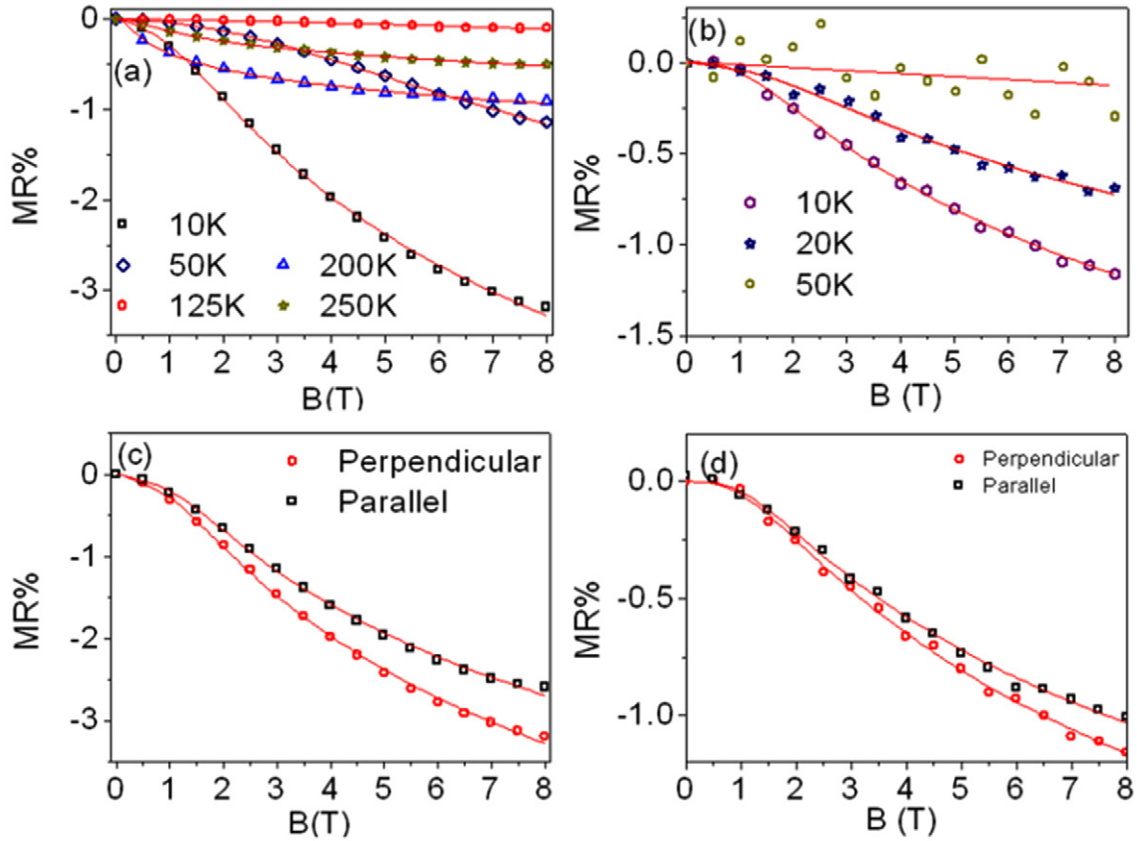 (a)
MR%
0
-1
-2
-3
10K
50K
125K
200K
250K
0 1 2 3 4 5 6 7 8
B(T)
(b)
MR%
0.0
-0.5
-1.0
-1.5
10K
20K
50K
0 1 2 3 4 5 6 7 8
B (T)
(c)
MR%
0
-1
-2
-3
Perpendicular
Parallel
0 1 2 3 4 5 6 7 8
B(T)
(d)
MR%
0.0
-0.5
-1.0
Perpendicular
Parallel
0 1 2 3 4 5 6 7 8
B (T)